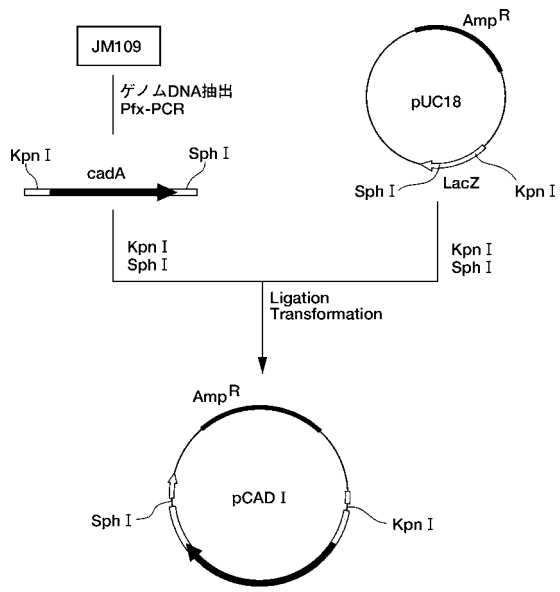 JM109
ゲノムDNA抽出
Pfx-PCR
Kpn I
Sph I
cadA
Amp R
pUC18
Sph I
LacZ
Kpn I
Kpn I
Sph I
Kpn I
Sph I
Ligation
Transformation
Amp R
pCAD I
Sph I
Kpn I